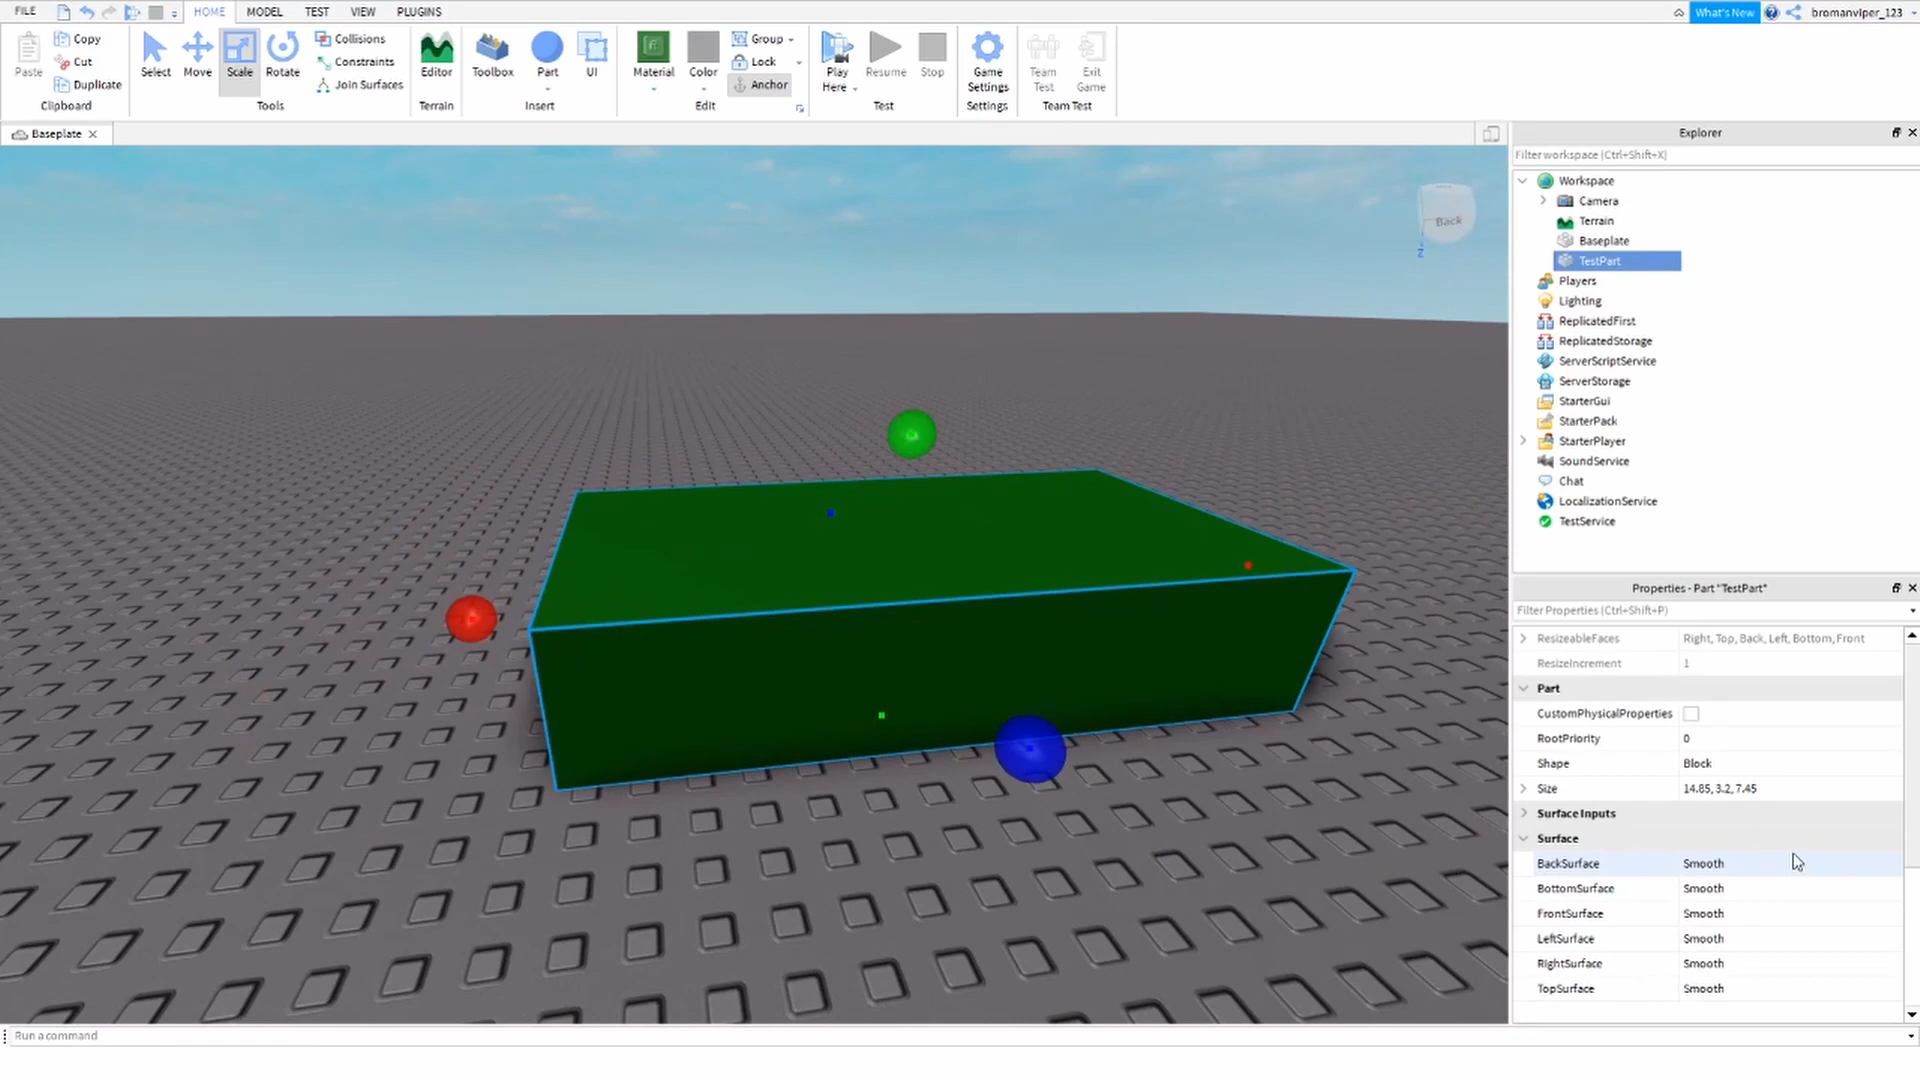 FILE HOME MODEL TEST VIEW PLUGINS What's New bromanviper_123
Paste Copy Cut Duplicate Clipboard
Select Move Scale Rotate Collisions Constraints Join Surfaces Tools
Editor Terrain
Toolbox Part UI Insert
Material Color Group Lock Anchor Edit
Play Here Resume Stop Test
Game Settings Settings
Team Test Exit Game Team Test
Baseplate
Back
Z
Explorer
Filter workspace (Ctrl+Shift+X)
Workspace
Camera
Terrain
Baseplate
TestPart
Players
Lighting
ReplicatedFirst
ReplicatedStorage
ServerScriptService
ServerStorage
StarterGui
StarterPack
StarterPlayer
SoundService
Chat
LocalizationService
TestService
Properties - Part "TestPart"
Filter Properties (Ctrl+Shift+P)
ResizeableFaces Right, Top, Back, Left, Bottom, Front
ResizeIncrement 1
Part
CustomPhysicalProperties
RootPriority 0
Shape Block
Size 14.85, 3.2, 7.45
Surface Inputs
Surface
BackSurface Smooth
BottomSurface Smooth
FrontSurface Smooth
LeftSurface Smooth
RightSurface Smooth
TopSurface Smooth
Run a command